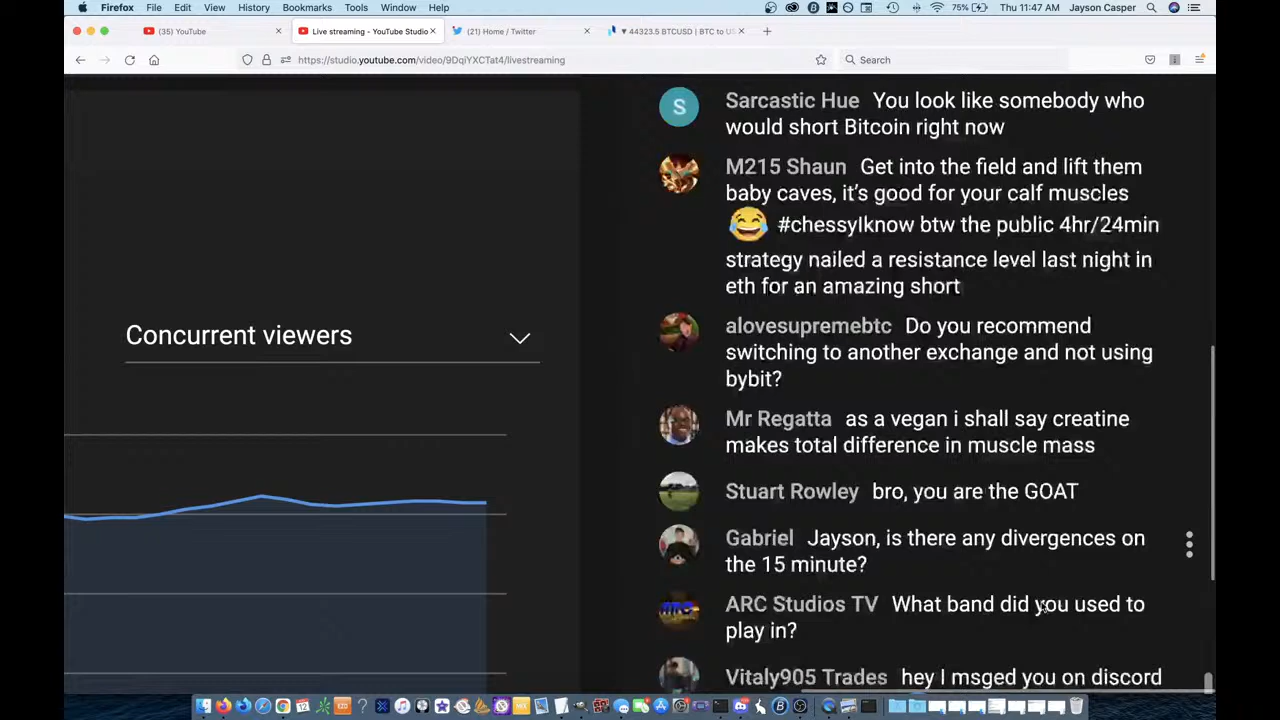 Firefox File Edit View History Bookmarks Tools Window Help 75% Thu 11:47 AM Jayson Casper
(35) YouTube × Live streaming - YouTube Studio × (21) Home / Twitter × ▼ 44323.5 BTCUSD | BTC to US × +
https://studio.youtube.com/video/9DqiYXCTat4/livestreaming Search
Concurrent viewers
S Sarcastic Hue You look like somebody who
would short Bitcoin right now
M215 Shaun Get into the field and lift them
baby caves, it's good for your calf muscles
😂 #chessyIknow btw the public 4hr/24min
strategy nailed a resistance level last night in
eth for an amazing short
alovesupremebtc Do you recommend
switching to another exchange and not using
bybit?
Mr Regatta as a vegan i shall say creatine
makes total difference in muscle mass
Stuart Rowley bro, you are the GOAT
Gabriel Jayson, is there any divergences on
the 15 minute?
ARC Studios TV What band did you used to
play in?
Vitaly905 Trades hey I msged you on discord